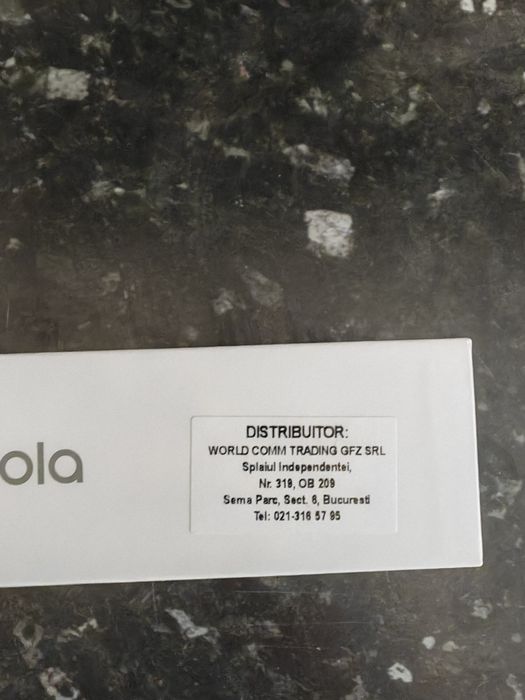 ola
DISTRIBUITOR:
WORLD COMM TRADING GFZ SRL
Splaiul Independentei,
Nr. 319, OB 209
Sema Parc, Sect. 6, Bucuresti
Tel: 021-316 57 95